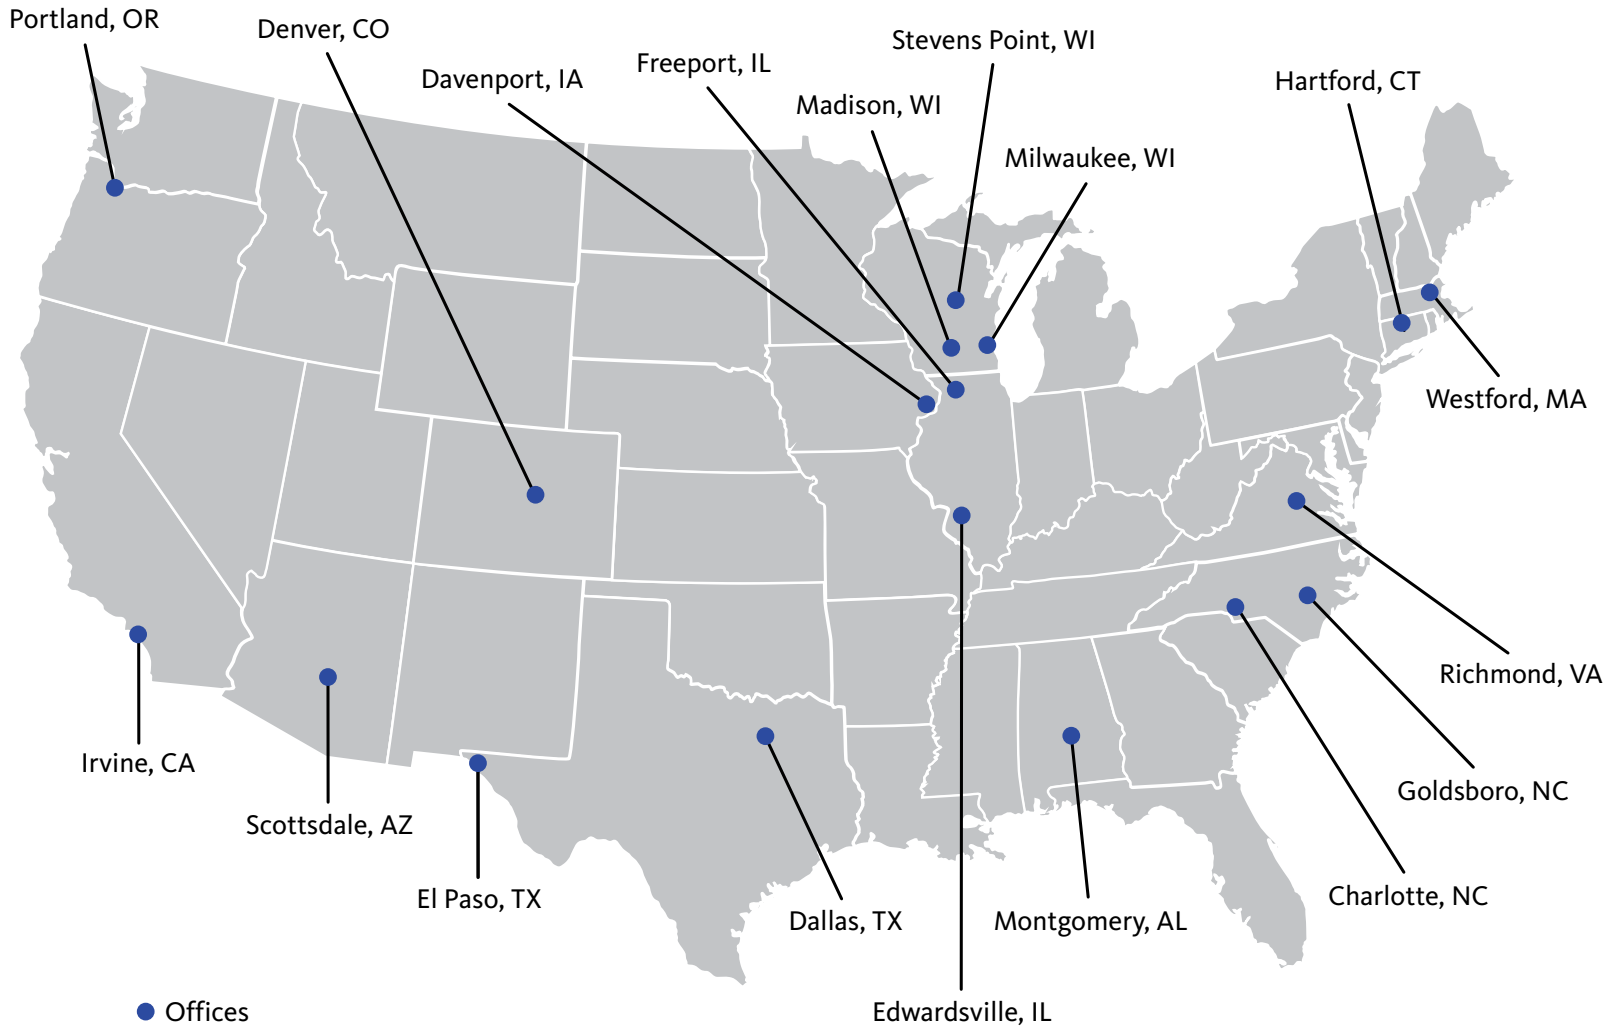 Portland, OR
Denver, CO
Stevens Point, WI
Davenport, IA
Freeport, IL
Hartford, CT
Madison, WI
Milwaukee, WI
Westford, MA
Richmond, VA
Irvine, CA
Goldsboro, NC
Scottsdale, AZ
El Paso, TX
Charlotte, NC
Dallas, TX
Montgomery, AL
Offices
Edwardsville, IL